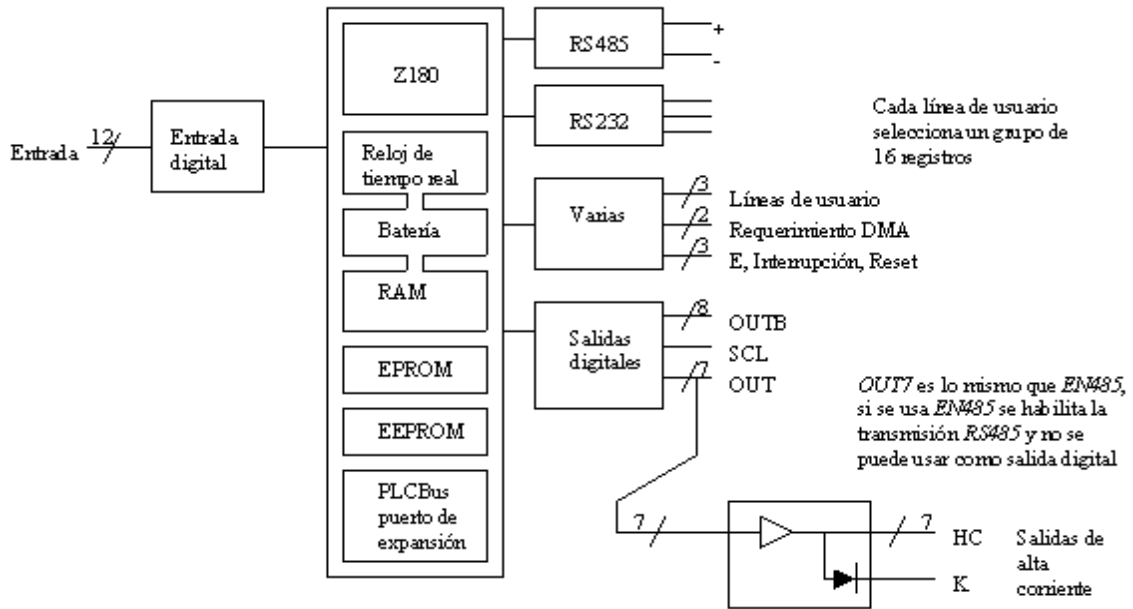 Entrada
12
Entrada
digital
Z180
Reloj de
tiempo real
Batería
RAM
EPROM
EEPROM
PLCBus
puerto de
expansión
RS485
+
-
RS232
Cada línea de usuario
selecciona un grupo de
16 registros
Varias
3
Líneas de usuario
2
Requerimiento DMA
3
E, Interrupción, Reset
Salidas
digitales
8
OUTB
SCL
7
OUT
OUT7 es lo mismo que EN485,
si se usa EN485 se habilita la
transmisión RS485 y no se
puede usar como salida digital
7
7
HC
K
Salidas de
alta
corriente